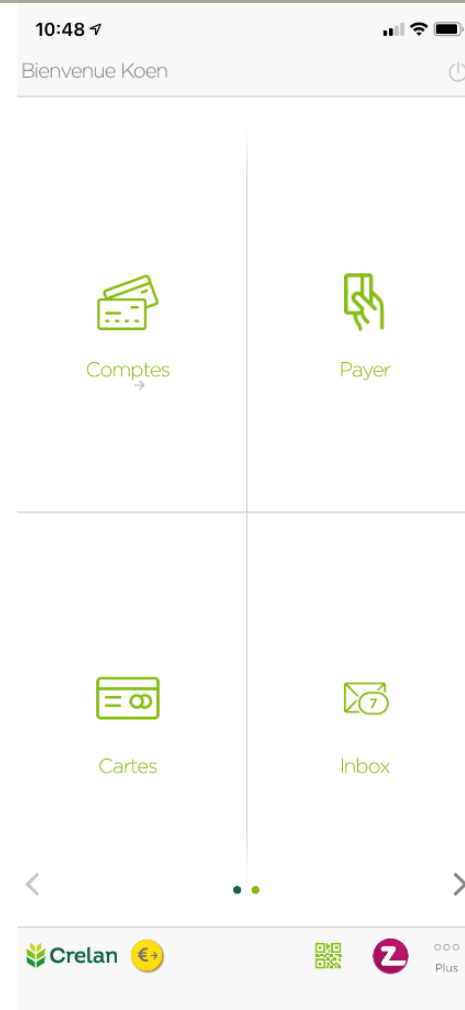 10:48
Bienvenue Koen
Comptes
Payer
Cartes
7
Inbox
Crelan
€
Z
Plus